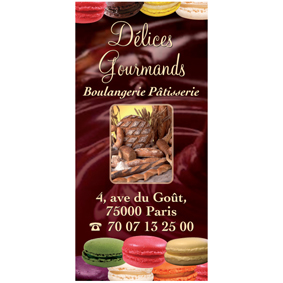 Délices
Gourmands
Boulangerie Pâtisserie
4, ave du Goût,
75000 Paris
☎ 70 07 13 25 00